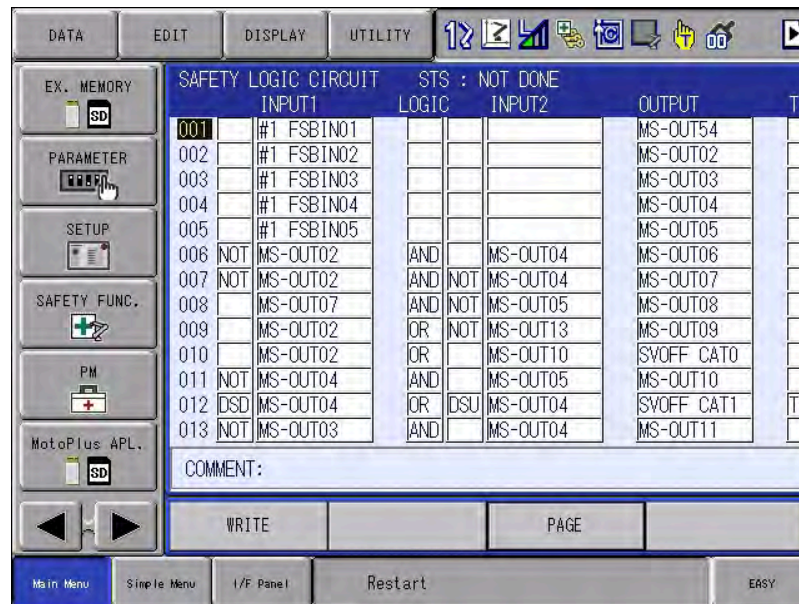 DATA EDIT DISPLAY UTILITY
EX. MEMORY
SD
PARAMETER
SETUP
SAFETY FUNC.
PM
MotoPlus APL.
SD
SAFETY LOGIC CIRCUIT STS : NOT DONE
INPUT1 LOGIC INPUT2 OUTPUT T
001 #1 FSBIN01 MS-OUT54
002 #1 FSBIN02 MS-OUT02
003 #1 FSBIN03 MS-OUT03
004 #1 FSBIN04 MS-OUT04
005 #1 FSBIN05 MS-OUT05
006 NOT MS-OUT02 AND MS-OUT04 MS-OUT06
007 NOT MS-OUT02 AND NOT MS-OUT04 MS-OUT07
008 MS-OUT07 AND NOT MS-OUT05 MS-OUT08
009 MS-OUT02 OR NOT MS-OUT13 MS-OUT09
010 MS-OUT02 OR MS-OUT10 SVOFF CAT0
011 NOT MS-OUT04 AND MS-OUT05 MS-OUT10
012 DSD MS-OUT04 OR DSU MS-OUT04 SVOFF CAT1 T
013 NOT MS-OUT03 AND MS-OUT04 MS-OUT11
COMMENT:
WRITE PAGE
Main Menu Simple Menu I/F Panel Restart EASY